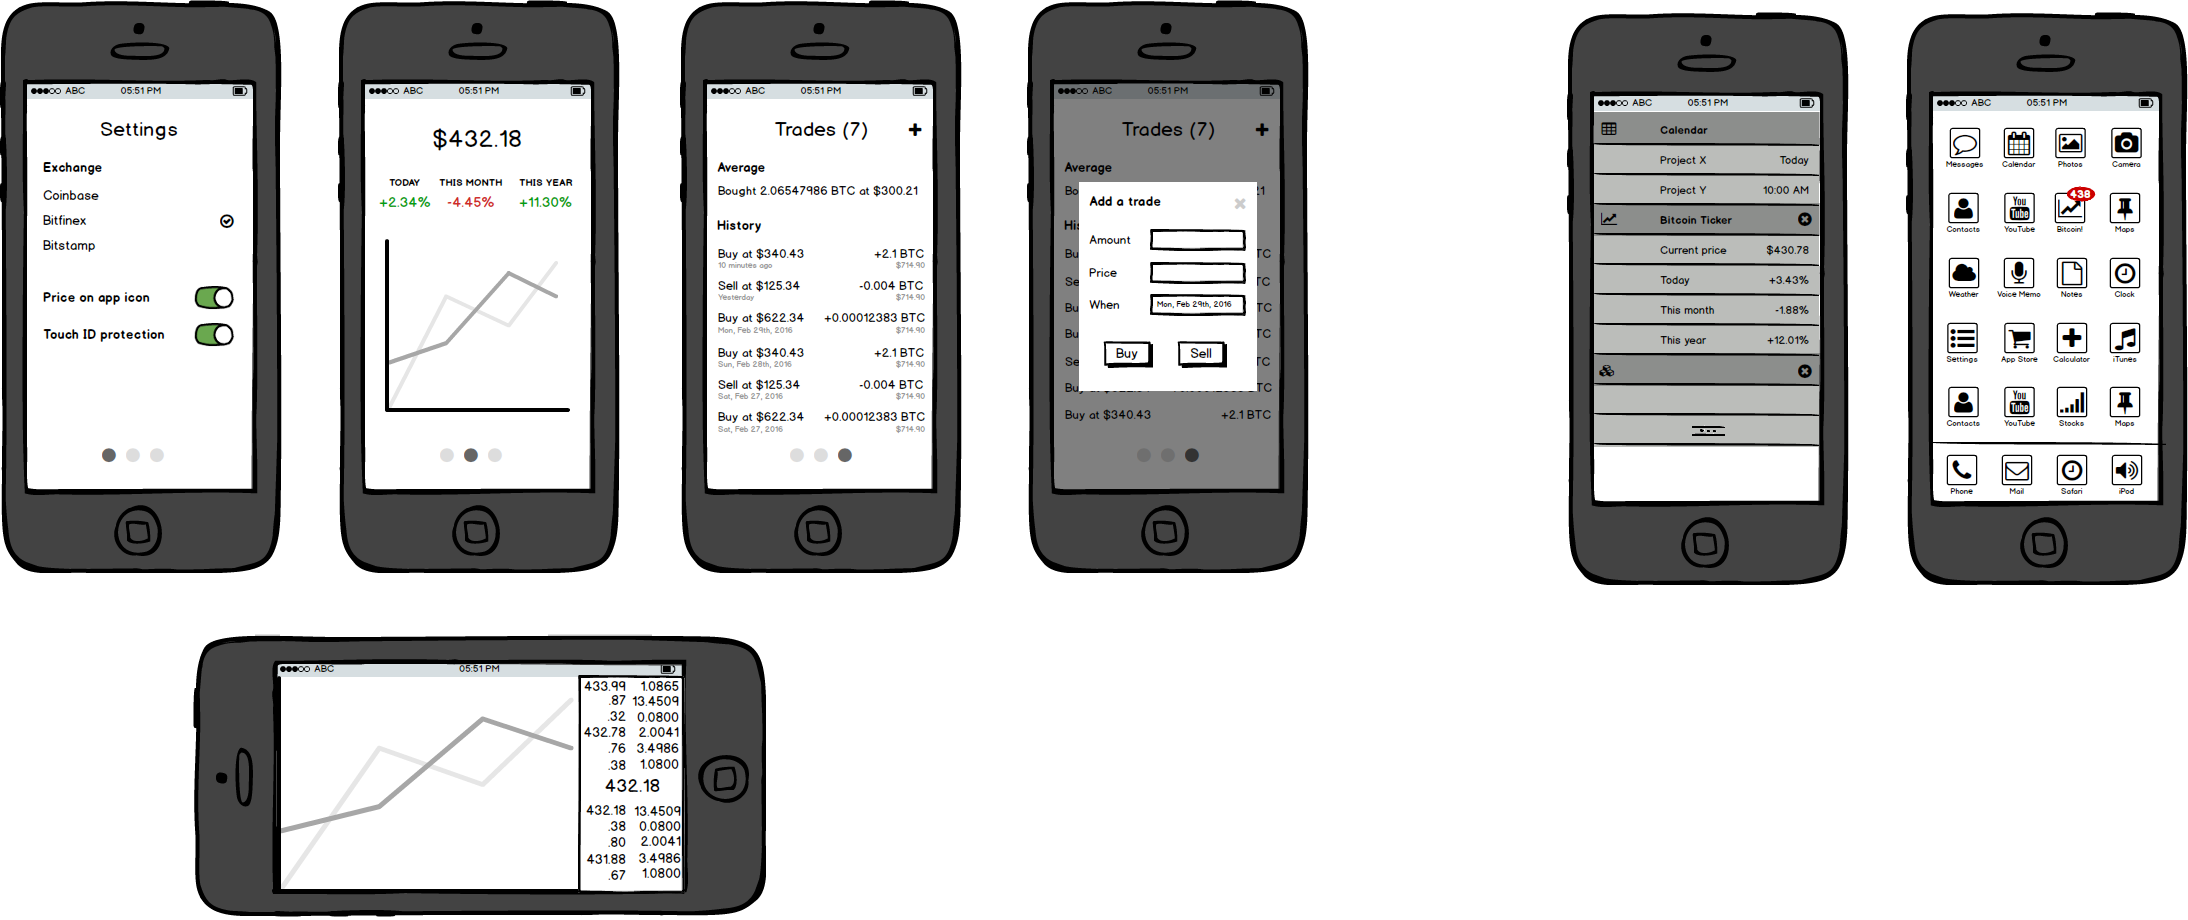 ABC 05:51 PM
Settings
Exchange
Coinbase
Bitfinex
Bitstamp
Price on app icon
Touch ID protection
ABC 05:51 PM
$432.18
TODAY THIS MONTH THIS YEAR
+2.34% -4.45% +11.30%
ABC 05:51 PM
Trades (7)
Average
Bought 2.06547986 BTC at $300.21
History
Buy at $340.43 +2.1 BTC
10 minutes ago $714.90
Sell at $125.34 -0.004 BTC
Yesterday $714.90
Buy at $622.34 +0.00012383 BTC
Mon, Feb 29th, 2016 $714.90
Buy at $340.43 +2.1 BTC
Sun, Feb 28th, 2016 $714.90
Sell at $125.34 -0.004 BTC
Sat, Feb 27, 2016 $714.90
Buy at $622.34 +0.00012383 BTC
Sat, Feb 27, 2016 $714.90
ABC 05:51 PM
Trades (7)
Average
Add a trade
Amount
Price
When Mon, Feb 29th, 2016
Buy Sell
Buy at $340.43 +2.1 BTC
ABC 05:51 PM
Calendar
Project X Today
Project Y 10:00 AM
Bitcoin Ticker
Current price $430.78
Today +3.43%
This month -1.88%
This year +12.01%
ABC 05:51 PM
Messages Calendar Photos Camera
438
You Tube
Contacts YouTube Bitcoin! Maps
Weather Voice Memo Notes Clock
Settings App Store Calculator iTunes
You Tube
Contacts YouTube Stocks Maps
Phone Mail Safari iPod
ABC 05:51 PM
433.99 1.0865
.87 13.4509
.32 0.0800
432.78 2.0041
.76 3.4986
.38 1.0800
432.18
432.18 13.4509
.38 0.0800
.80 2.0041
431.88 3.4986
.67 1.0800